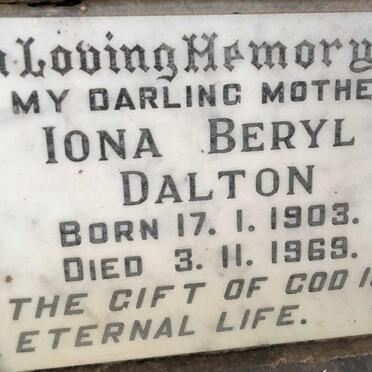 In Loving Memory
MY DARLING MOTHE
IONA BERYL
DALTON
BORN 17. 1. 1903.
DIED 3. 11. 1969.
THE GIFT OF GOD I
ETERNAL LIFE.